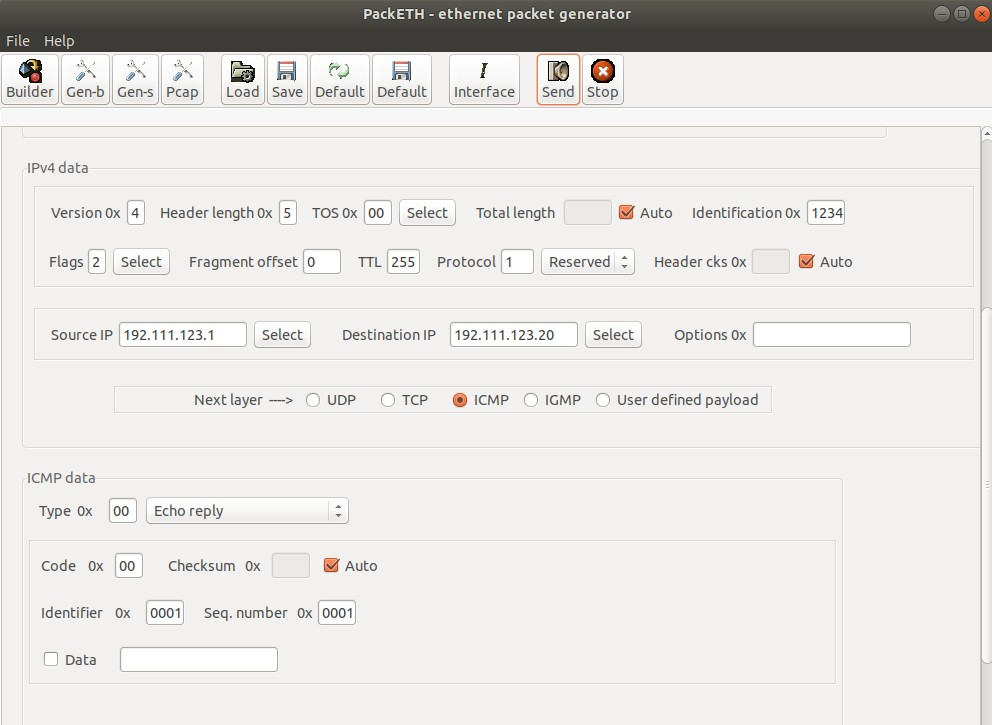 PackETH - ethernet packet generator
File Help
Builder Gen-b Gen-s Pcap Load Save Default Default Interface Send Stop
IPv4 data
Version 0x 4 Header length 0x 5 TOS 0x 00 Select Total length Auto Identification 0x 1234
Flags 2 Select Fragment offset 0 TTL 255 Protocol 1 Reserved Header cks 0x Auto
Source IP 192.111.123.1 Select Destination IP 192.111.123.20 Select Options 0x
Next layer ----> UDP TCP ICMP IGMP User defined payload
ICMP data
Type 0x 00 Echo reply
Code 0x 00 Checksum 0x Auto
Identifier 0x 0001 Seq. number 0x 0001
Data